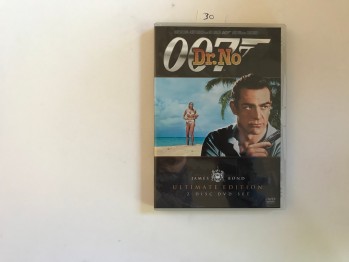 30
007
Dr.No
JAMES BOND
ULTIMATE EDITION
2 DISC DVD SET